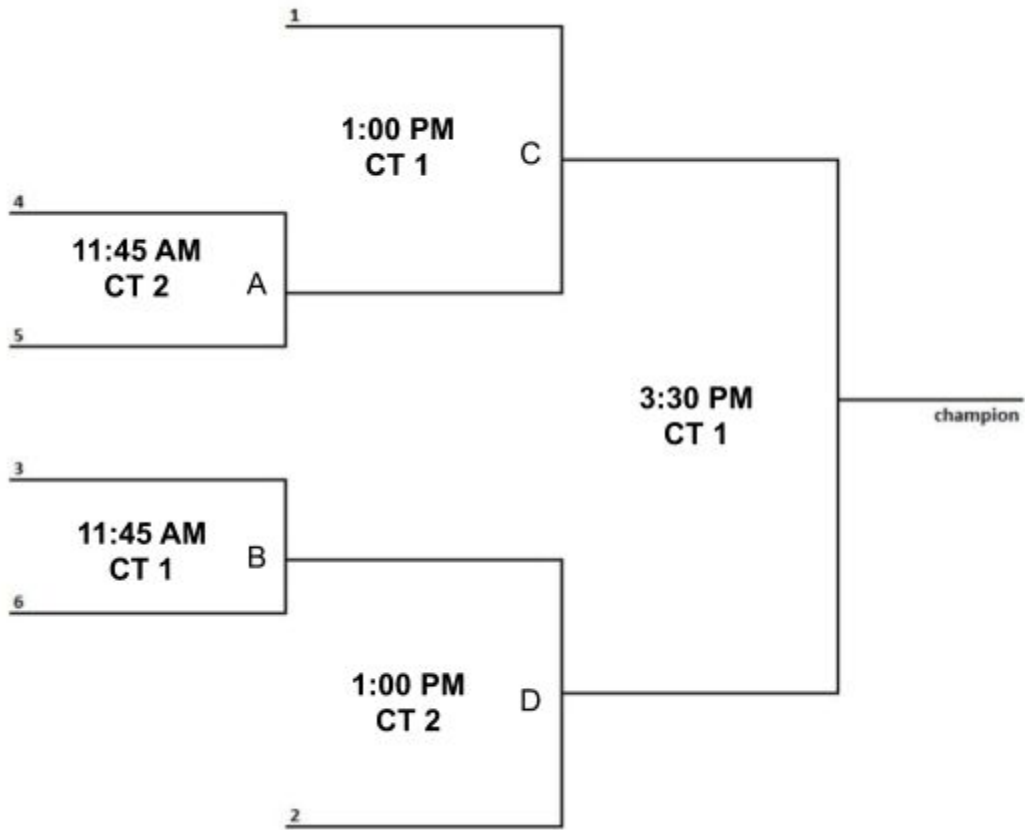 1
1:00 PM
CT 1
C
4
11:45 AM
CT 2
A
5
3:30 PM
CT 1
champion
3
11:45 AM
CT 1
B
6
1:00 PM
CT 2
D
2